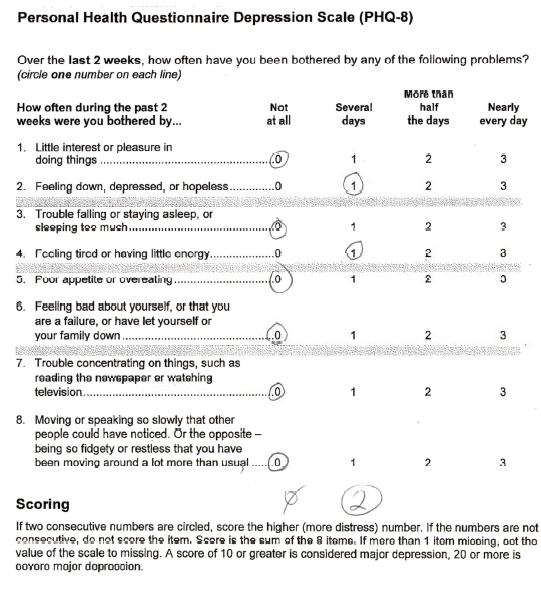 Personal Health Questionnaire Depression Scale (PHQ-8)
Over the last 2 weeks, how often have you been bothered by any of the following problems?
(circle one number on each line)
How often during the past 2 weeks were you bothered by... Not at all Several days More than half the days Nearly every day
1. Little interest or pleasure in
doing things ..................................................0 1 2 3
2. Feeling down, depressed, or hopeless..............0 1 2 3
3. Trouble falling or staying asleep, or
sleeping too much..........................................0 1 2 3
4. Feeling tired or having little energy....................0 1 2 3
5. Poor appetite or overeating..............................0 1 2 3
6. Feeling bad about yourself, or that you
are a failure, or have let yourself or
your family down............................................0 1 2 3
7. Trouble concentrating on things, such as
reading the newspaper or watching
television........................................................0 1 2 3
8. Moving or speaking so slowly that other
people could have noticed. Or the opposite –
being so fidgety or restless that you have
been moving around a lot more than usual .....0 1 2 3
2
Scoring
If two consecutive numbers are circled, score the higher (more distress) number. If the numbers are not
consecutive, do not score the item. Score is the sum of the 8 items. If more than 1 item missing, set the
value of the scale to missing. A score of 10 or greater is considered major depression, 20 or more is
severe major depression.